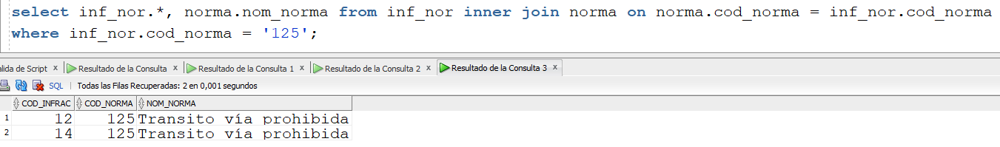 select inf_nor.*, norma.nom_norma from inf_nor inner join norma on norma.cod_norma = inf_nor.cod_norma
where inf_nor.cod_norma = '125';
alida de Script x Resultado de la Consulta x Resultado de la Consulta 1 x Resultado de la Consulta 2 x Resultado de la Consulta 3 x
SQL | Todas las Filas Recuperadas: 2 en 0,001 segundos
COD_INFRAC COD_NORMA NOM_NORMA
1 12 125 Transito vía prohibida
2 14 125 Transito vía prohibida